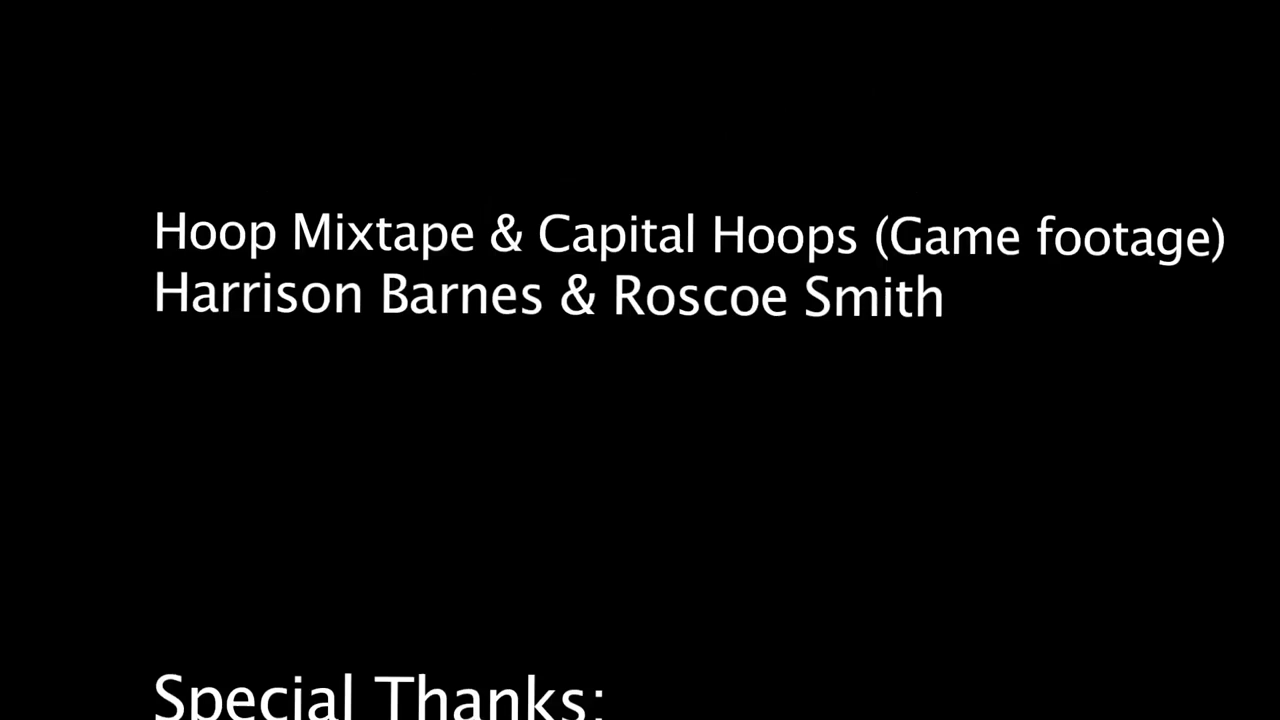 Hoop Mixtape & Capital Hoops (Game footage)
Harrison Barnes & Roscoe Smith
Special Thanks: